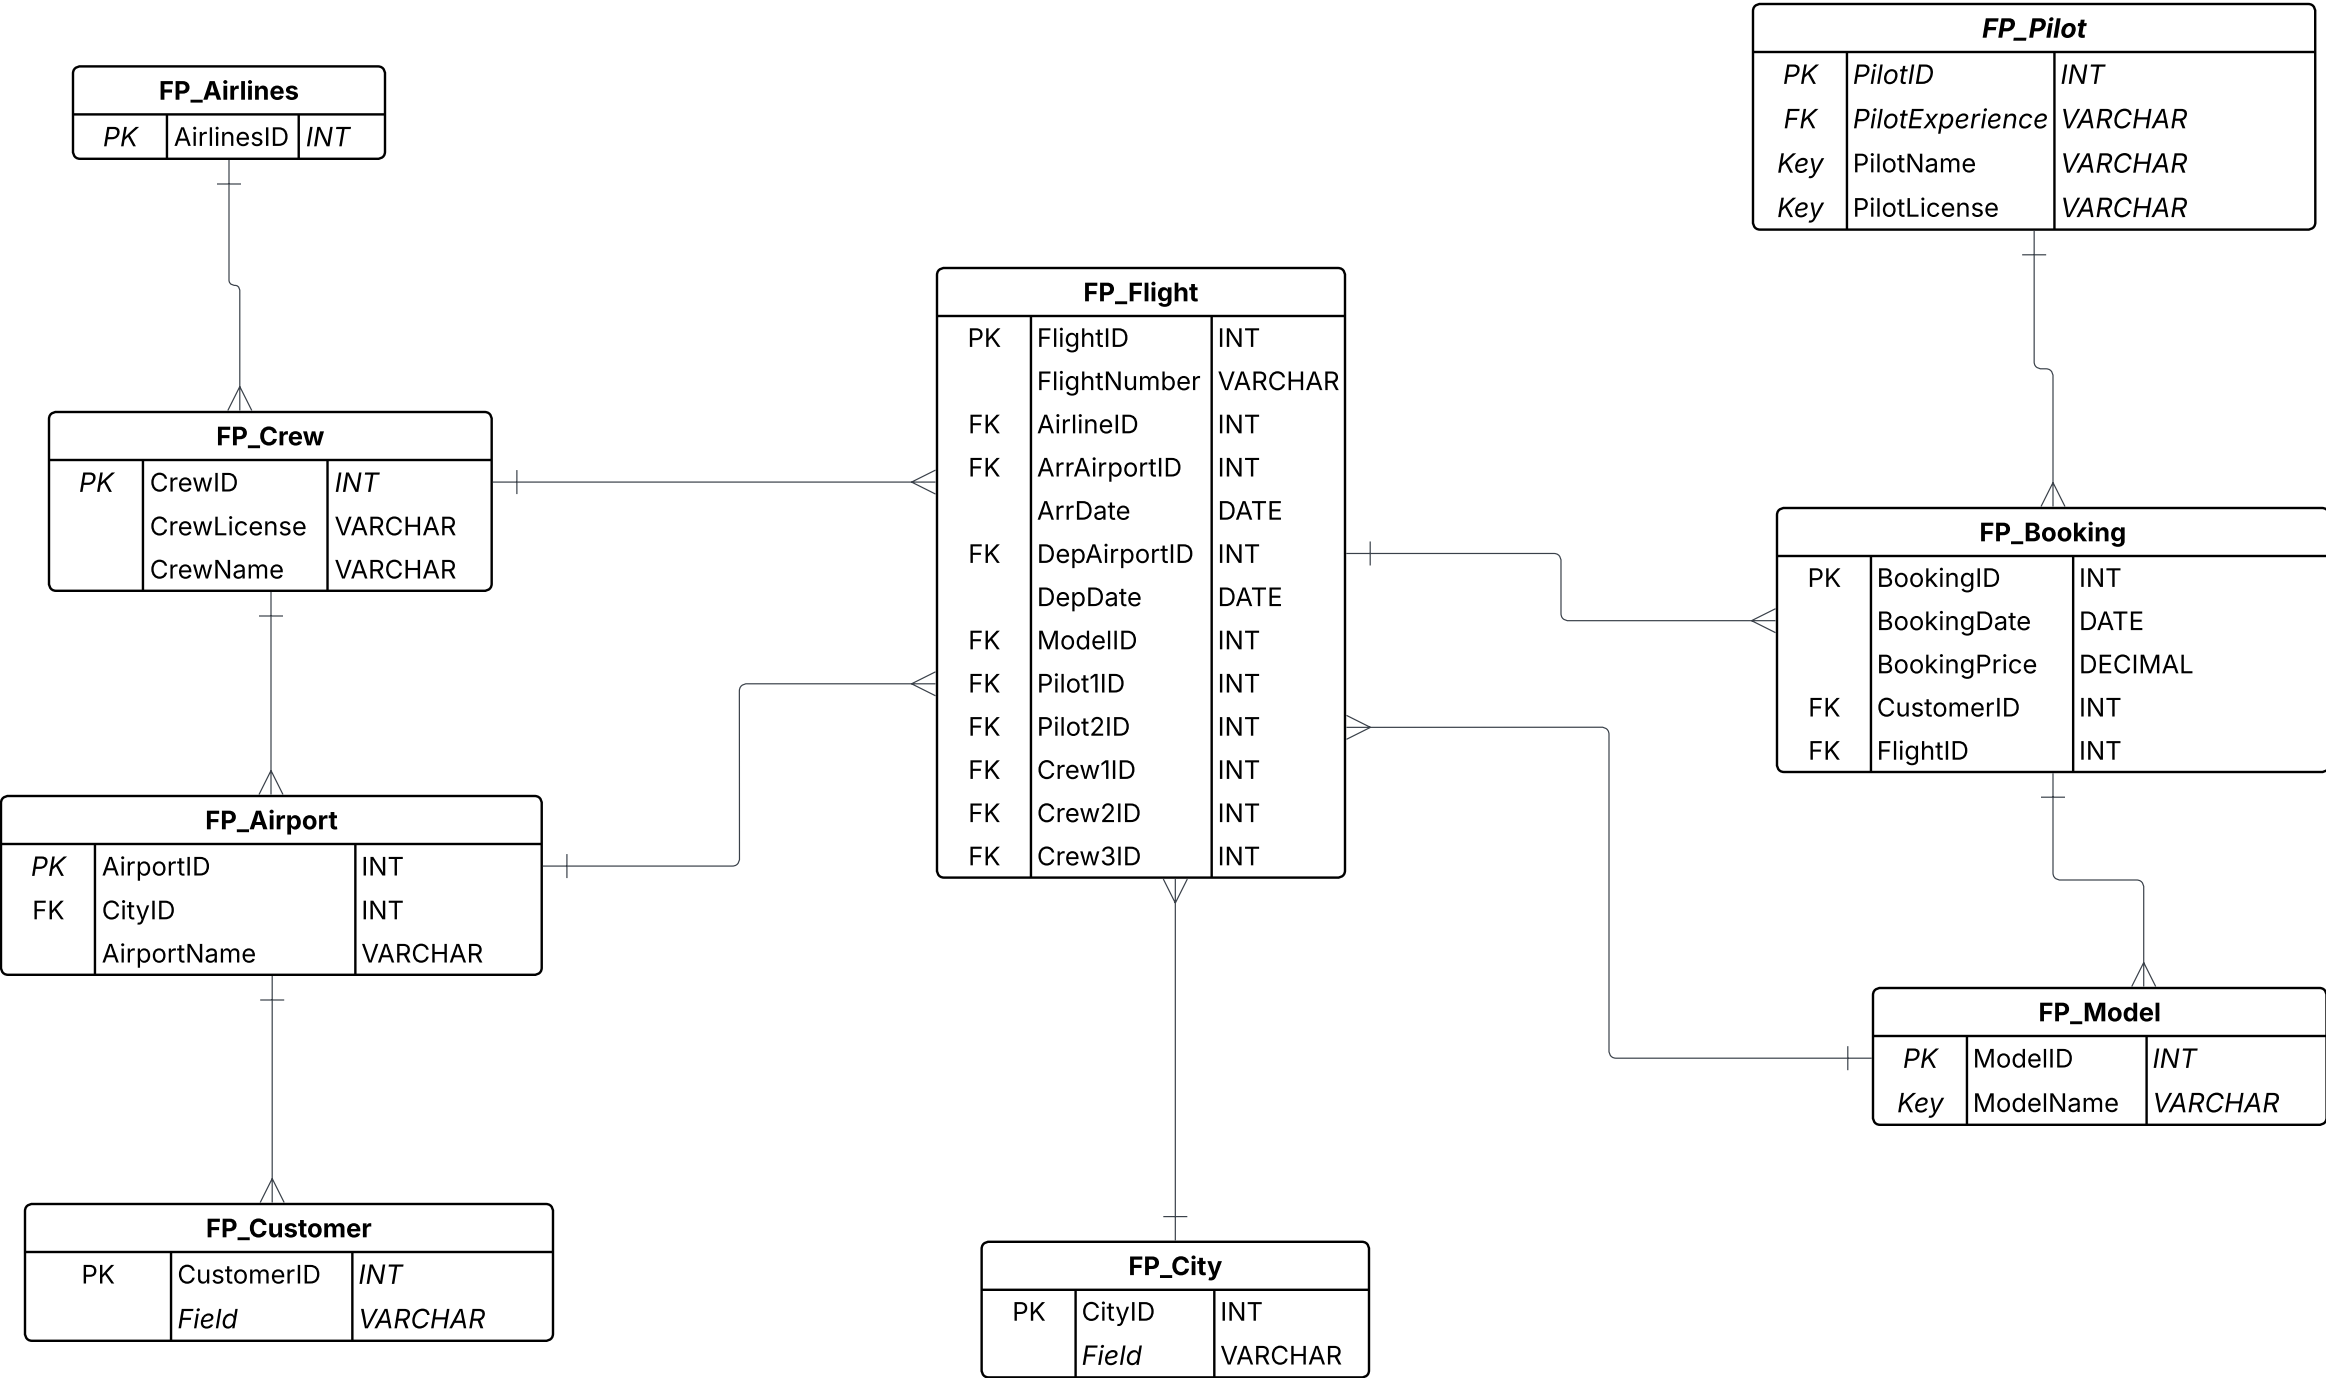 FP_Airlines
PK AirlinesID INT
FP_Crew
PK CrewID INT
CrewLicense VARCHAR
CrewName VARCHAR
FP_Airport
PK AirportID INT
FK CityID INT
AirportName VARCHAR
FP_Customer
PK CustomerID INT
Field VARCHAR
FP_Flight
PK FlightID INT
FlightNumber VARCHAR
FK AirlineID INT
FK ArrAirportID INT
ArrDate DATE
FK DepAirportID INT
DepDate DATE
FK ModelID INT
FK Pilot1ID INT
FK Pilot2ID INT
FK Crew1ID INT
FK Crew2ID INT
FK Crew3ID INT
FP_City
PK CityID INT
Field VARCHAR
FP_Pilot
PK PilotID INT
FK PilotExperience VARCHAR
Key PilotName VARCHAR
Key PilotLicense VARCHAR
FP_Booking
PK BookingID INT
BookingDate DATE
BookingPrice DECIMAL
FK CustomerID INT
FK FlightID INT
FP_Model
PK ModelID INT
Key ModelName VARCHAR